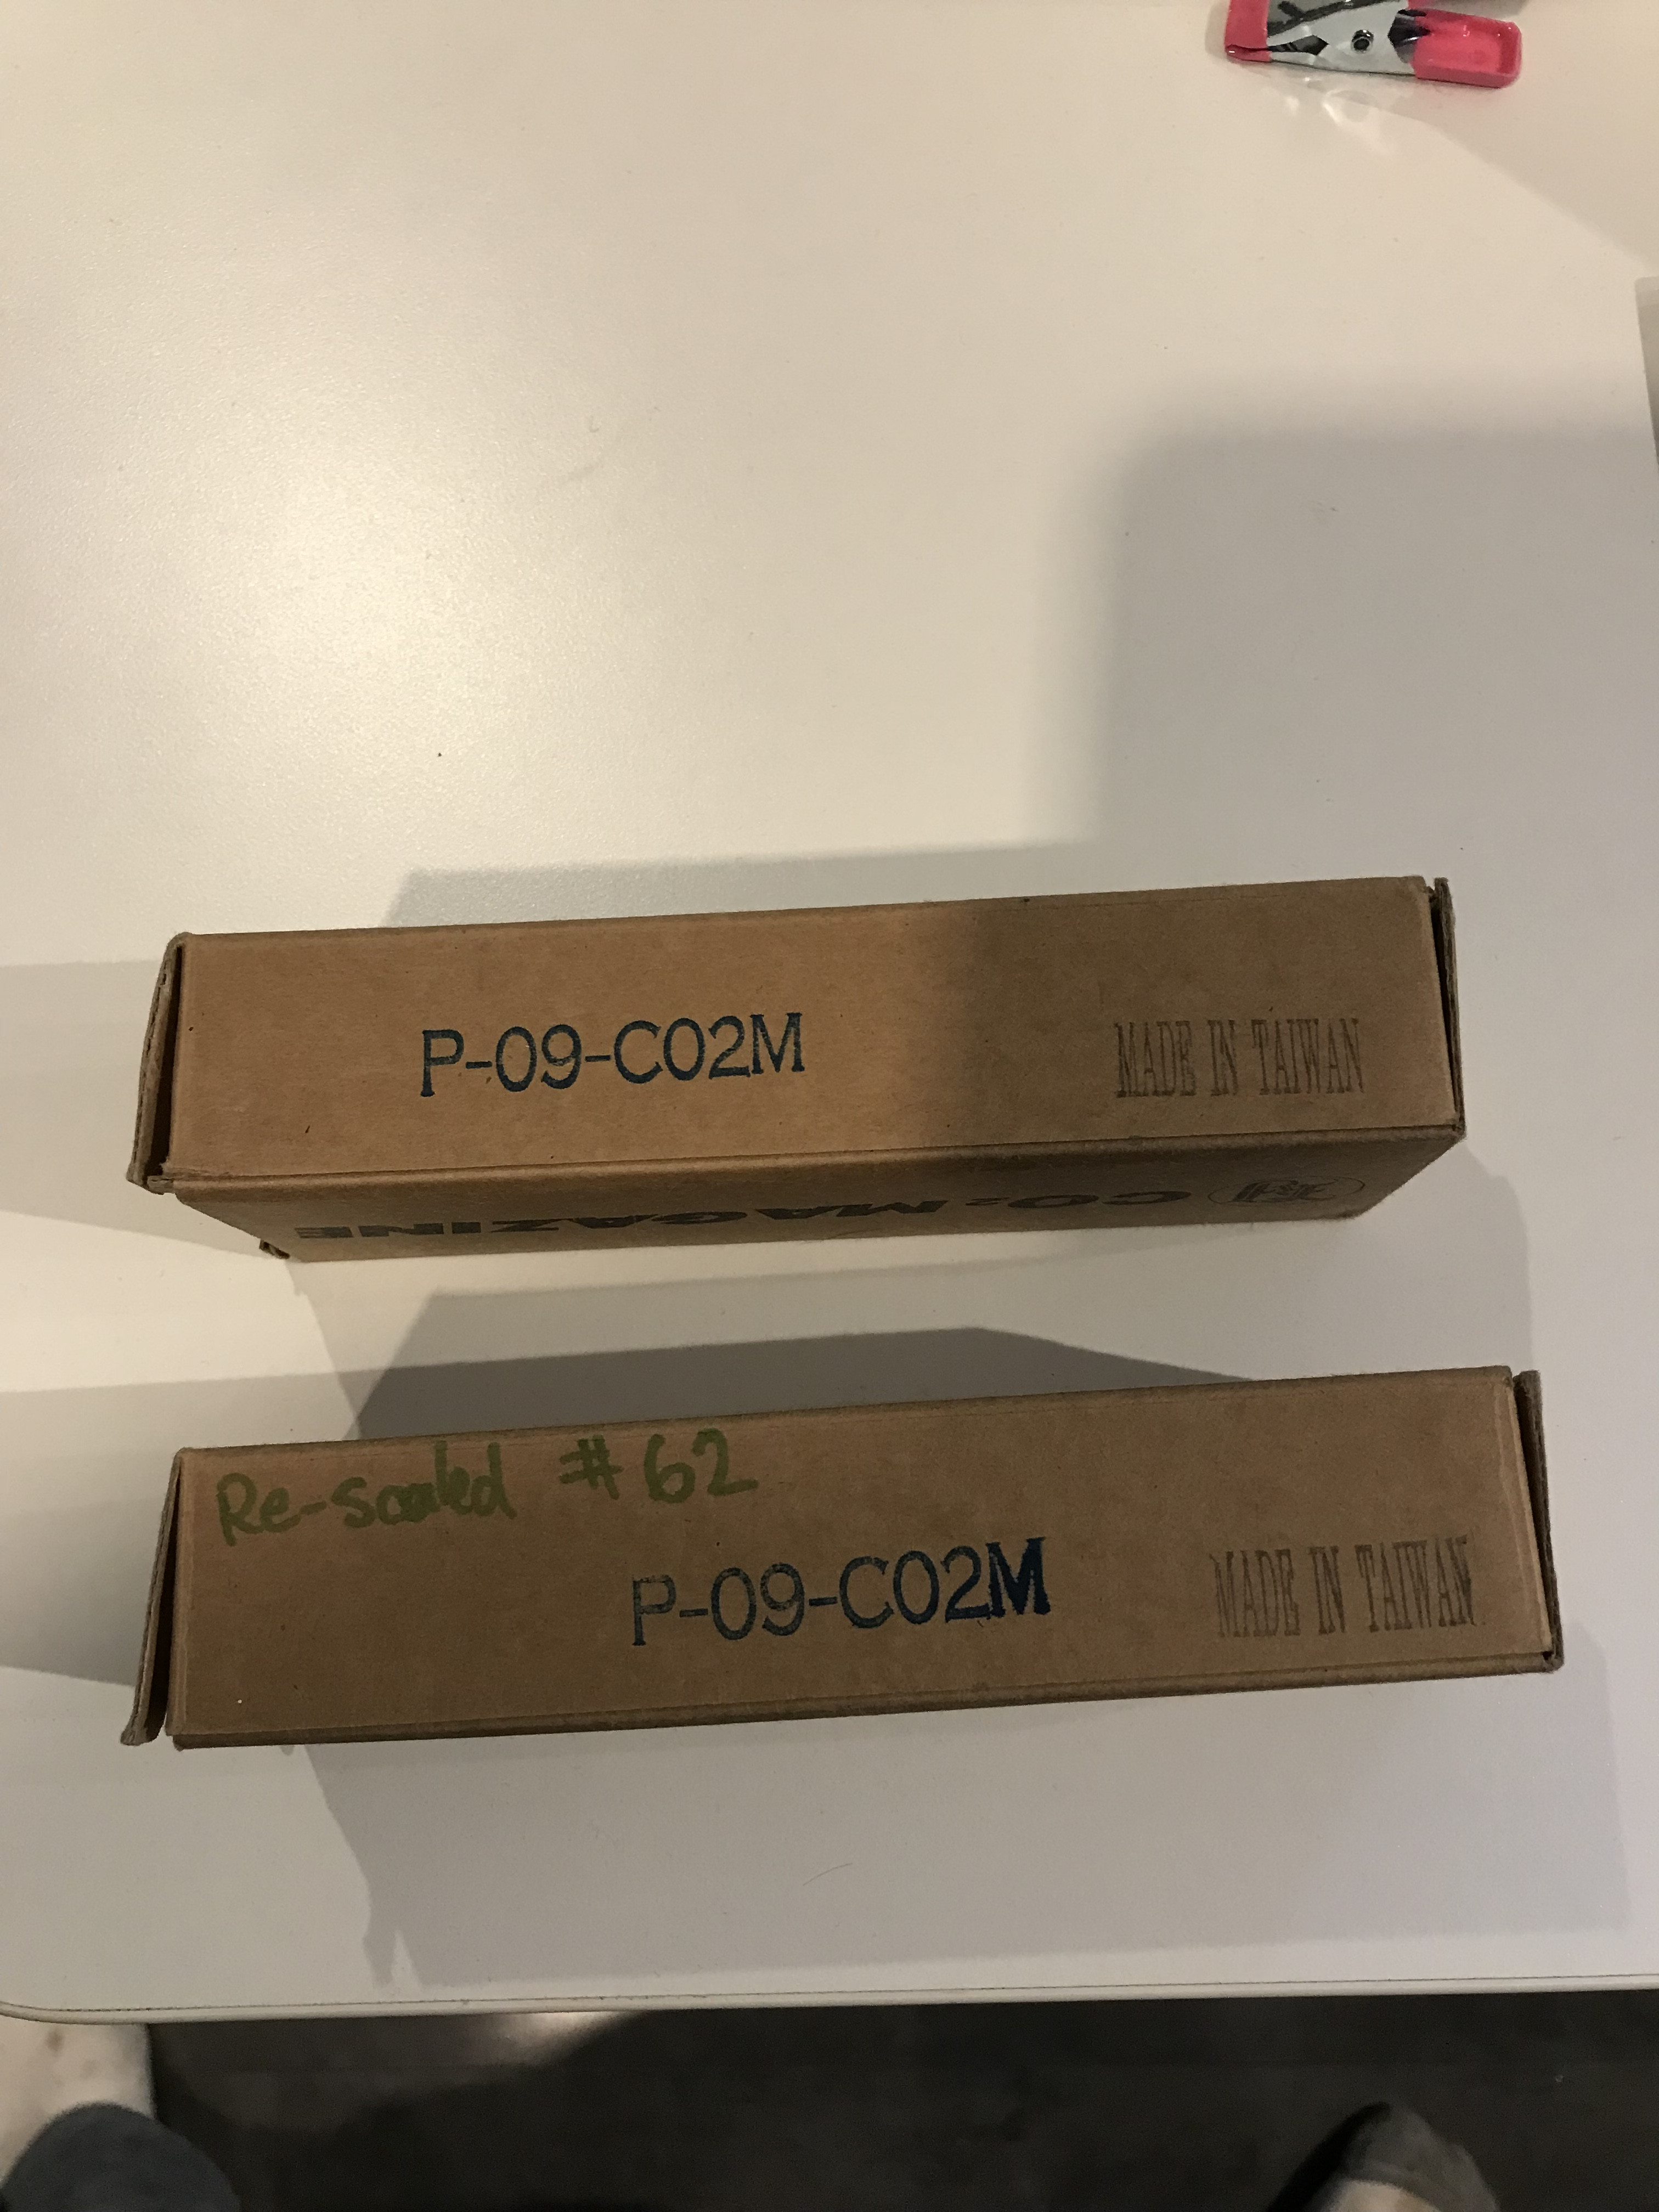 P-09-C02M
MADE IN TAIWAN
CO₂ MAGAZINE
Re-sealed #62
P-09-C02M
MADE IN TAIWAN